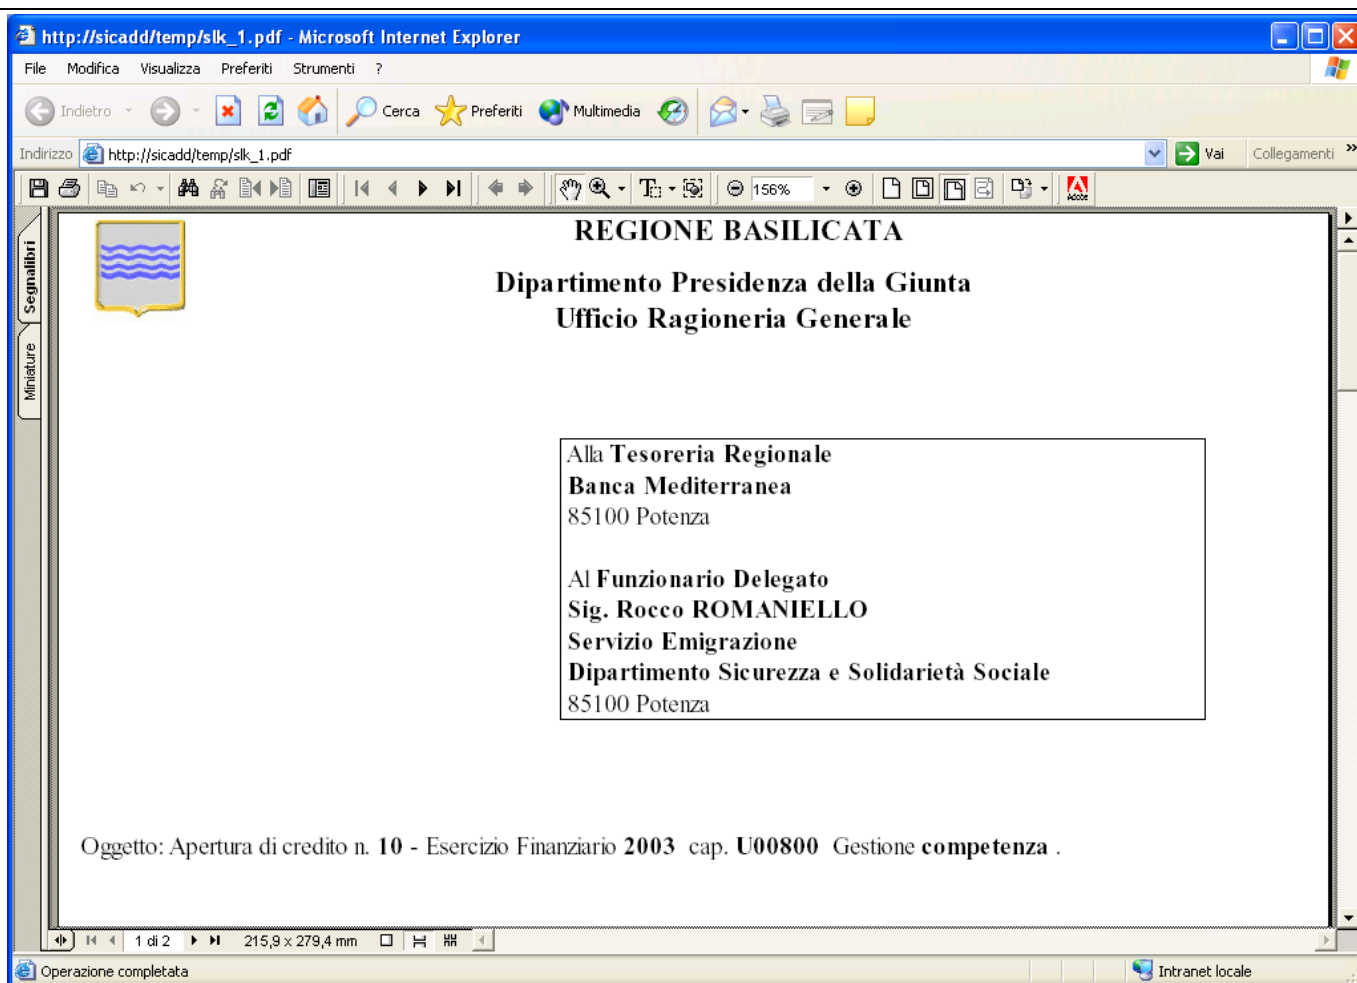 http://sicadd/temp/slk_1.pdf - Microsoft Internet Explorer
File Modifica Visualizza Preferiti Strumenti ?
Indietro Cerca Preferiti Multimedia
Indirizzo http://sicadd/temp/slk_1.pdf Vai Collegamenti »
156% Adobe
Segnalibri
Miniature
REGIONE BASILICATA
Dipartimento Presidenza della Giunta
Ufficio Ragioneria Generale
Alla Tesoreria Regionale
Banca Mediterranea
85100 Potenza
Al Funzionario Delegato
Sig. Rocco ROMANIELLO
Servizio Emigrazione
Dipartimento Sicurezza e Solidarietà Sociale
85100 Potenza
Oggetto: Apertura di credito n. 10 - Esercizio Finanziario 2003 cap. U00800 Gestione competenza .
1 di 2 215,9 x 279,4 mm
Operazione completata Intranet locale